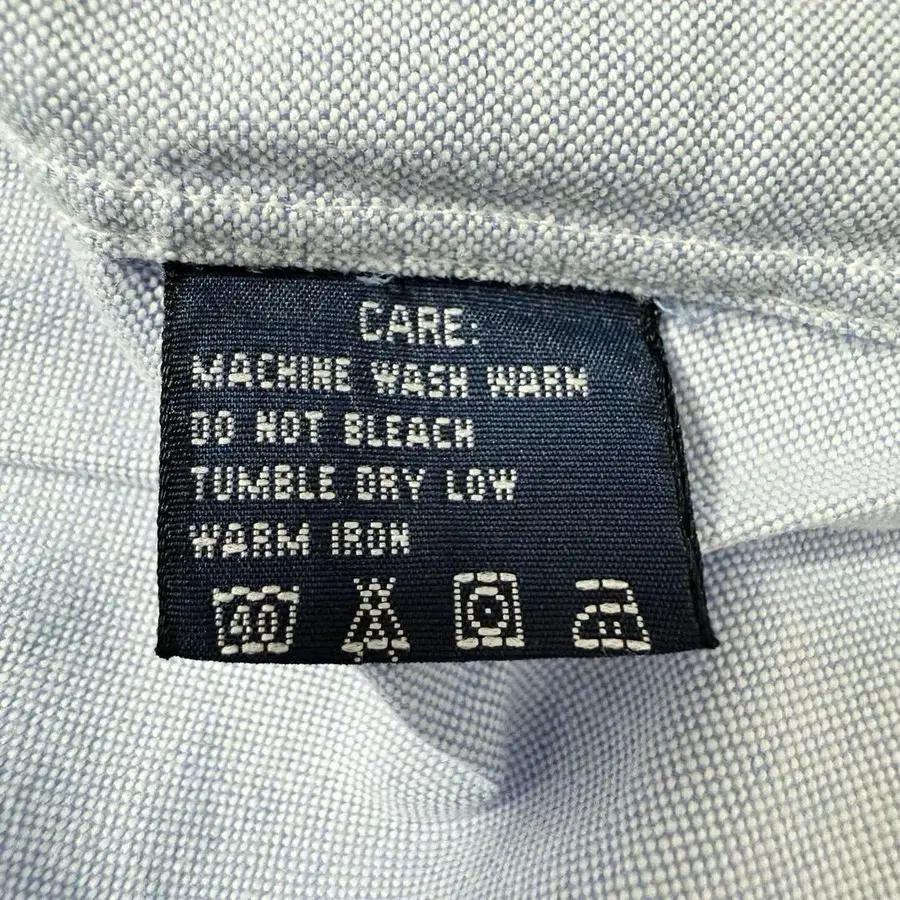 CARE:
MACHINE WASH WARM
DO NOT BLEACH
TUMBLE DRY LOW
WARM IRON
40